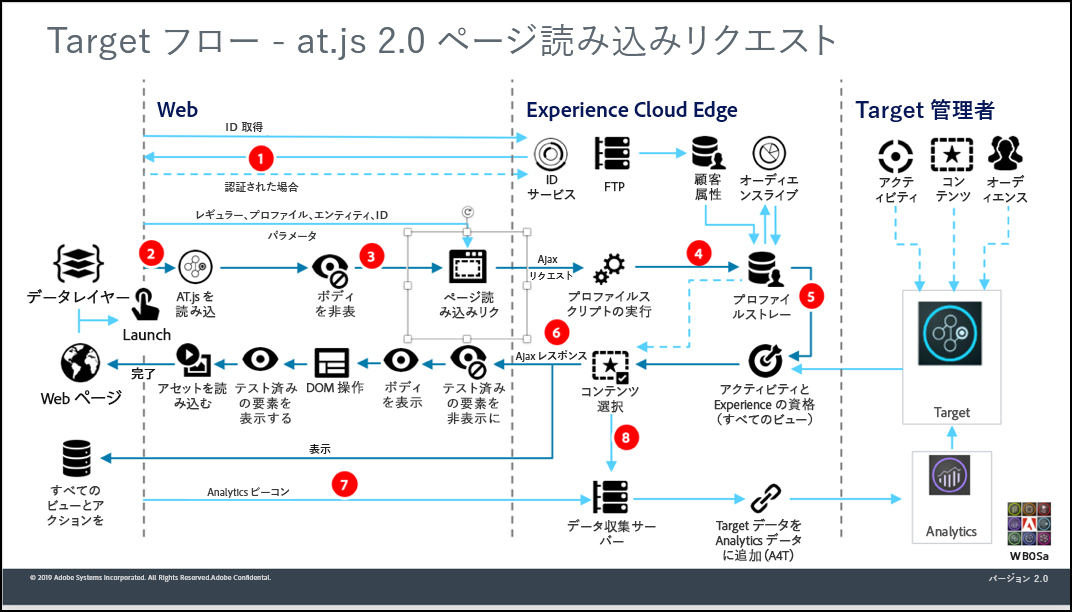 Target フロー - at.js 2.0 ページ読み込みリクエスト
Web
Experience Cloud Edge
Target 管理者
ID 取得
1
認証された場合
ID
サービス
FTP
顧客
属性
オーディエ
ンスライブ
アクテ
ィビティ
コン
テンツ
オーデ
ィエンス
レギュラー、プロファイル、エンティティ、ID
パラメータ
2
3
4
5
データレイヤー
Launch
AT.js を
読み込
ボディ
を非表
ページ読
み込みリク
Ajax
リクエスト
プロファイルス
クリプトの実行
プロファイ
ルストレー
6
Ajax レスポンス
完了
Web ページ
アセットを読
み込む
テスト済み
の要素を
表示する
DOM 操作
ボディ
を表示
テスト済み
の要素を
非表示に
コンテンツ
選択
アクティビティと
Experience の資格
(すべてのビュー)
Target
8
表示
すべての
ビューとア
クションを
Analytics ビーコン
7
データ収集サー
バー
Target データを
Analytics データ
に追加 (A4T)
Analytics
WBOSa
© 2019 Adobe Systems Incorporated. All Rights Reserved.Adobe Confidental.
バージョン 2.0